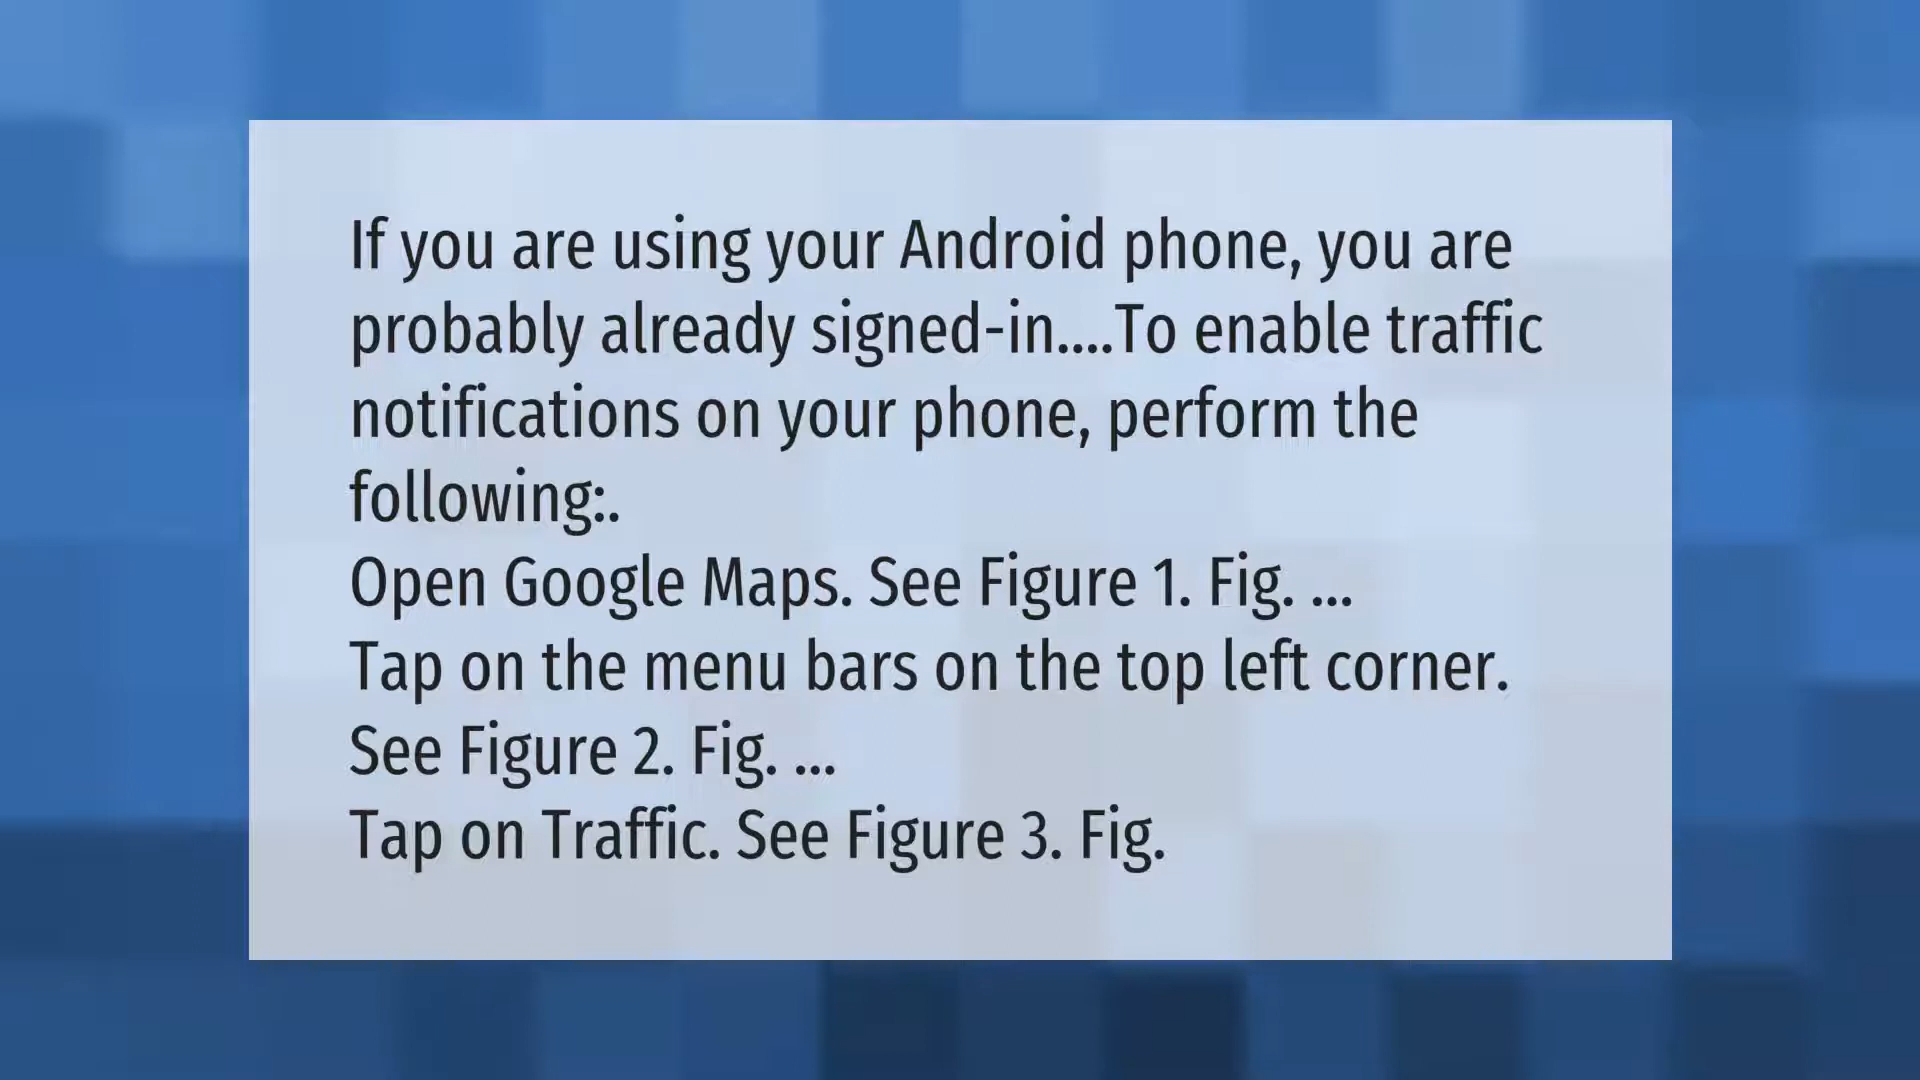 If you are using your Android phone, you are
probably already signed-in....To enable traffic
notifications on your phone, perform the
following:.
Open Google Maps. See Figure 1. Fig. ...
Tap on the menu bars on the top left corner.
See Figure 2. Fig. ...
Tap on Traffic. See Figure 3. Fig.